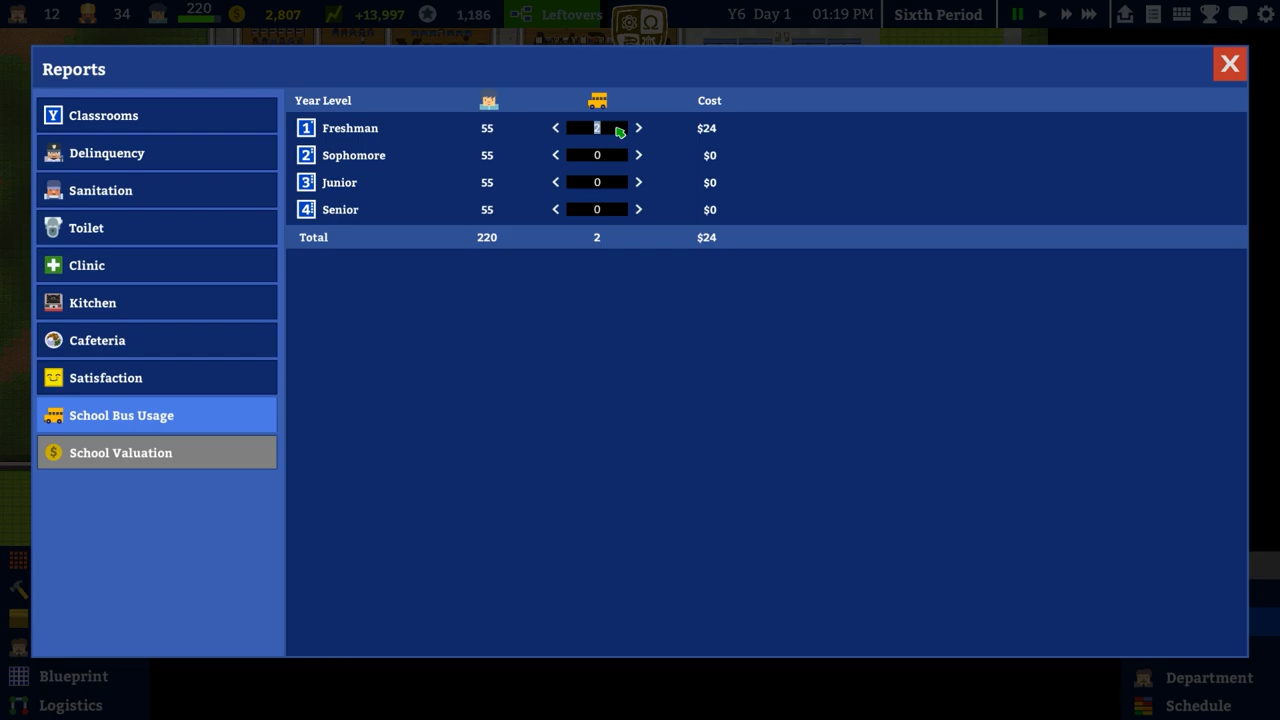 12 34 220 2,807 +13,997 1,186 Leftovers Y6 Day 1 01:19 PM Sixth Period
Reports X
Classrooms
Delinquency
Sanitation
Toilet
Clinic
Kitchen
Cafeteria
Satisfaction
School Bus Usage
School Valuation
Year Level Cost
1 Freshman 55 < 2 > $24
2 Sophomore 55 < 0 > $0
3 Junior 55 < 0 > $0
4 Senior 55 < 0 > $0
Total 220 2 $24
Blueprint
Logistics
Department
Schedule